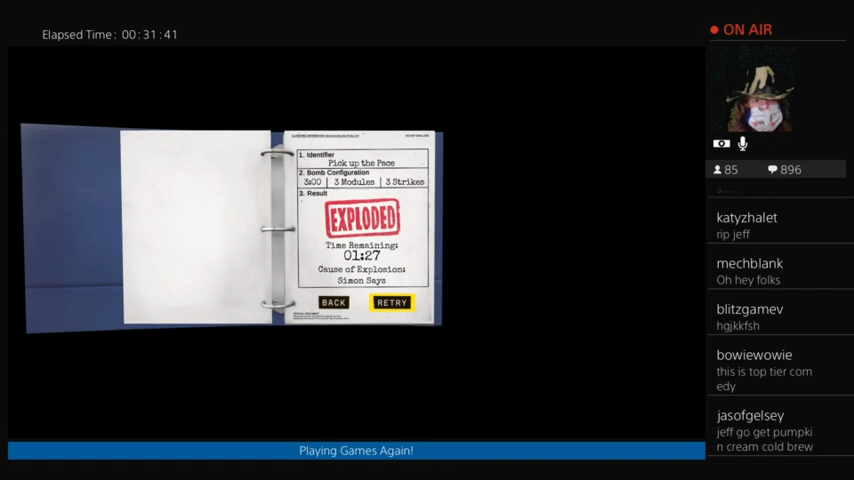 Elapsed Time: 00:31:41
ON AIR
85 896
1. Identifier
Pick up the Pace
2. Bomb Configuration
3:00 | 3 Modules | 3 Strikes
3. Result
EXPLODED
Time Remaining:
01:27
Cause of Explosion:
Simon Says
BACK RETRY
katyzhalet
rip jeff
mechblank
Oh hey folks
blitzgamev
hgjkkfsh
bowiewowie
this is top tier com
edy
jasofgelsey
jeff go get pumpki
n cream cold brew
Playing Games Again!